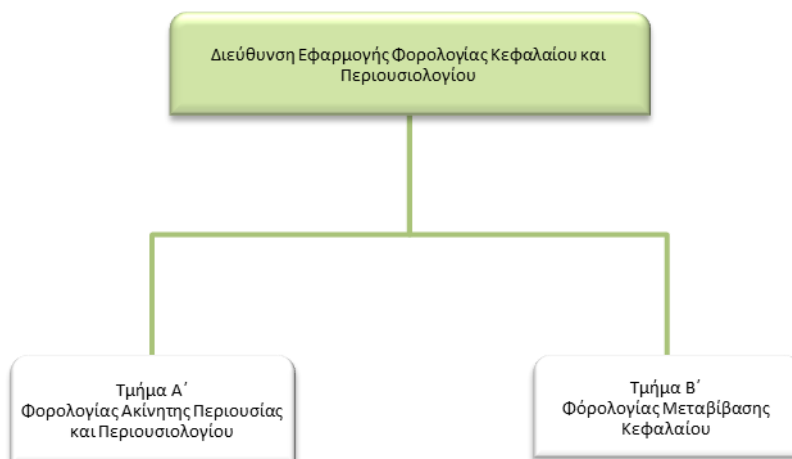 Διεύθυνση Εφαρμογής Φορολογίας Κεφαλαίου και
Περιουσιολογίου
Τμήμα Α΄
Φορολογίας Ακίνητης Περιουσίας
και Περιουσιολογίου
Τμήμα Β΄
Φόρολογίας Μεταβίβασης
Κεφαλαίου